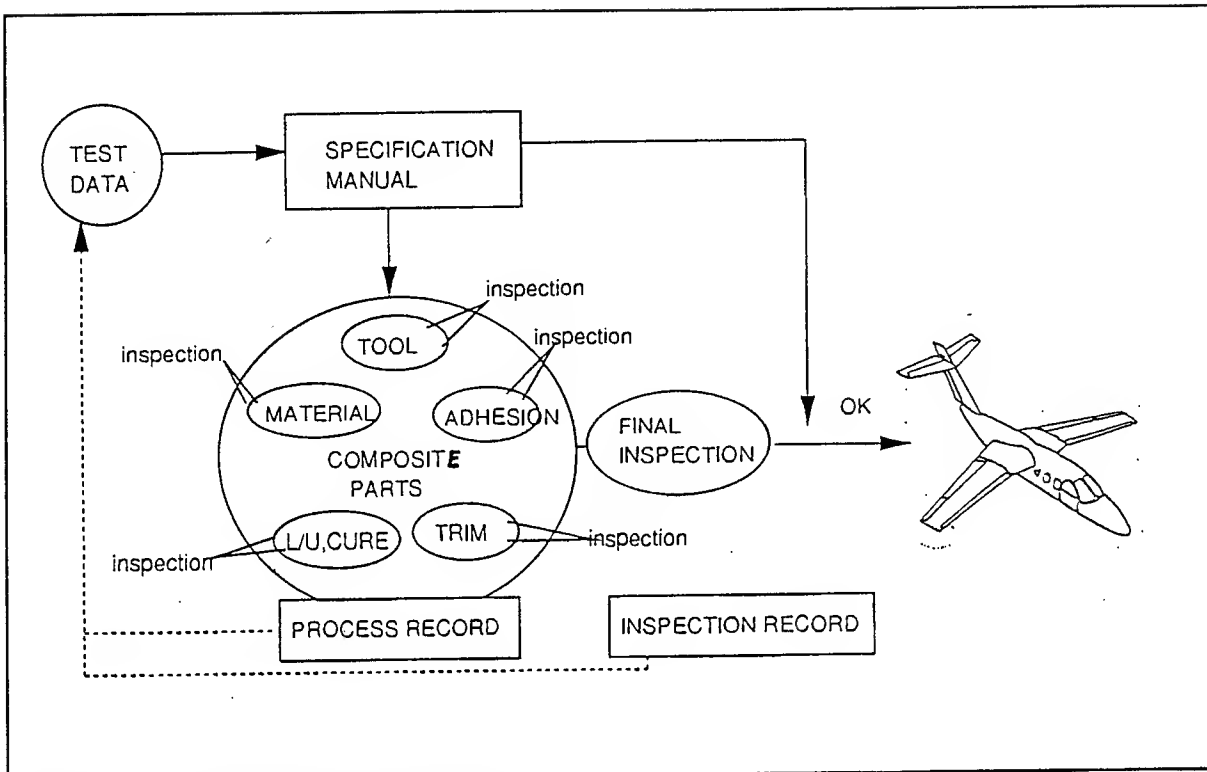 TEST
DATA
SPECIFICATION
MANUAL
inspection
TOOL
inspection
inspection
MATERIAL
ADHESION
OK
FINAL
INSPECTION
COMPOSITE
PARTS
L/U,CURE
TRIM
inspection
inspection
PROCESS RECORD
INSPECTION RECORD